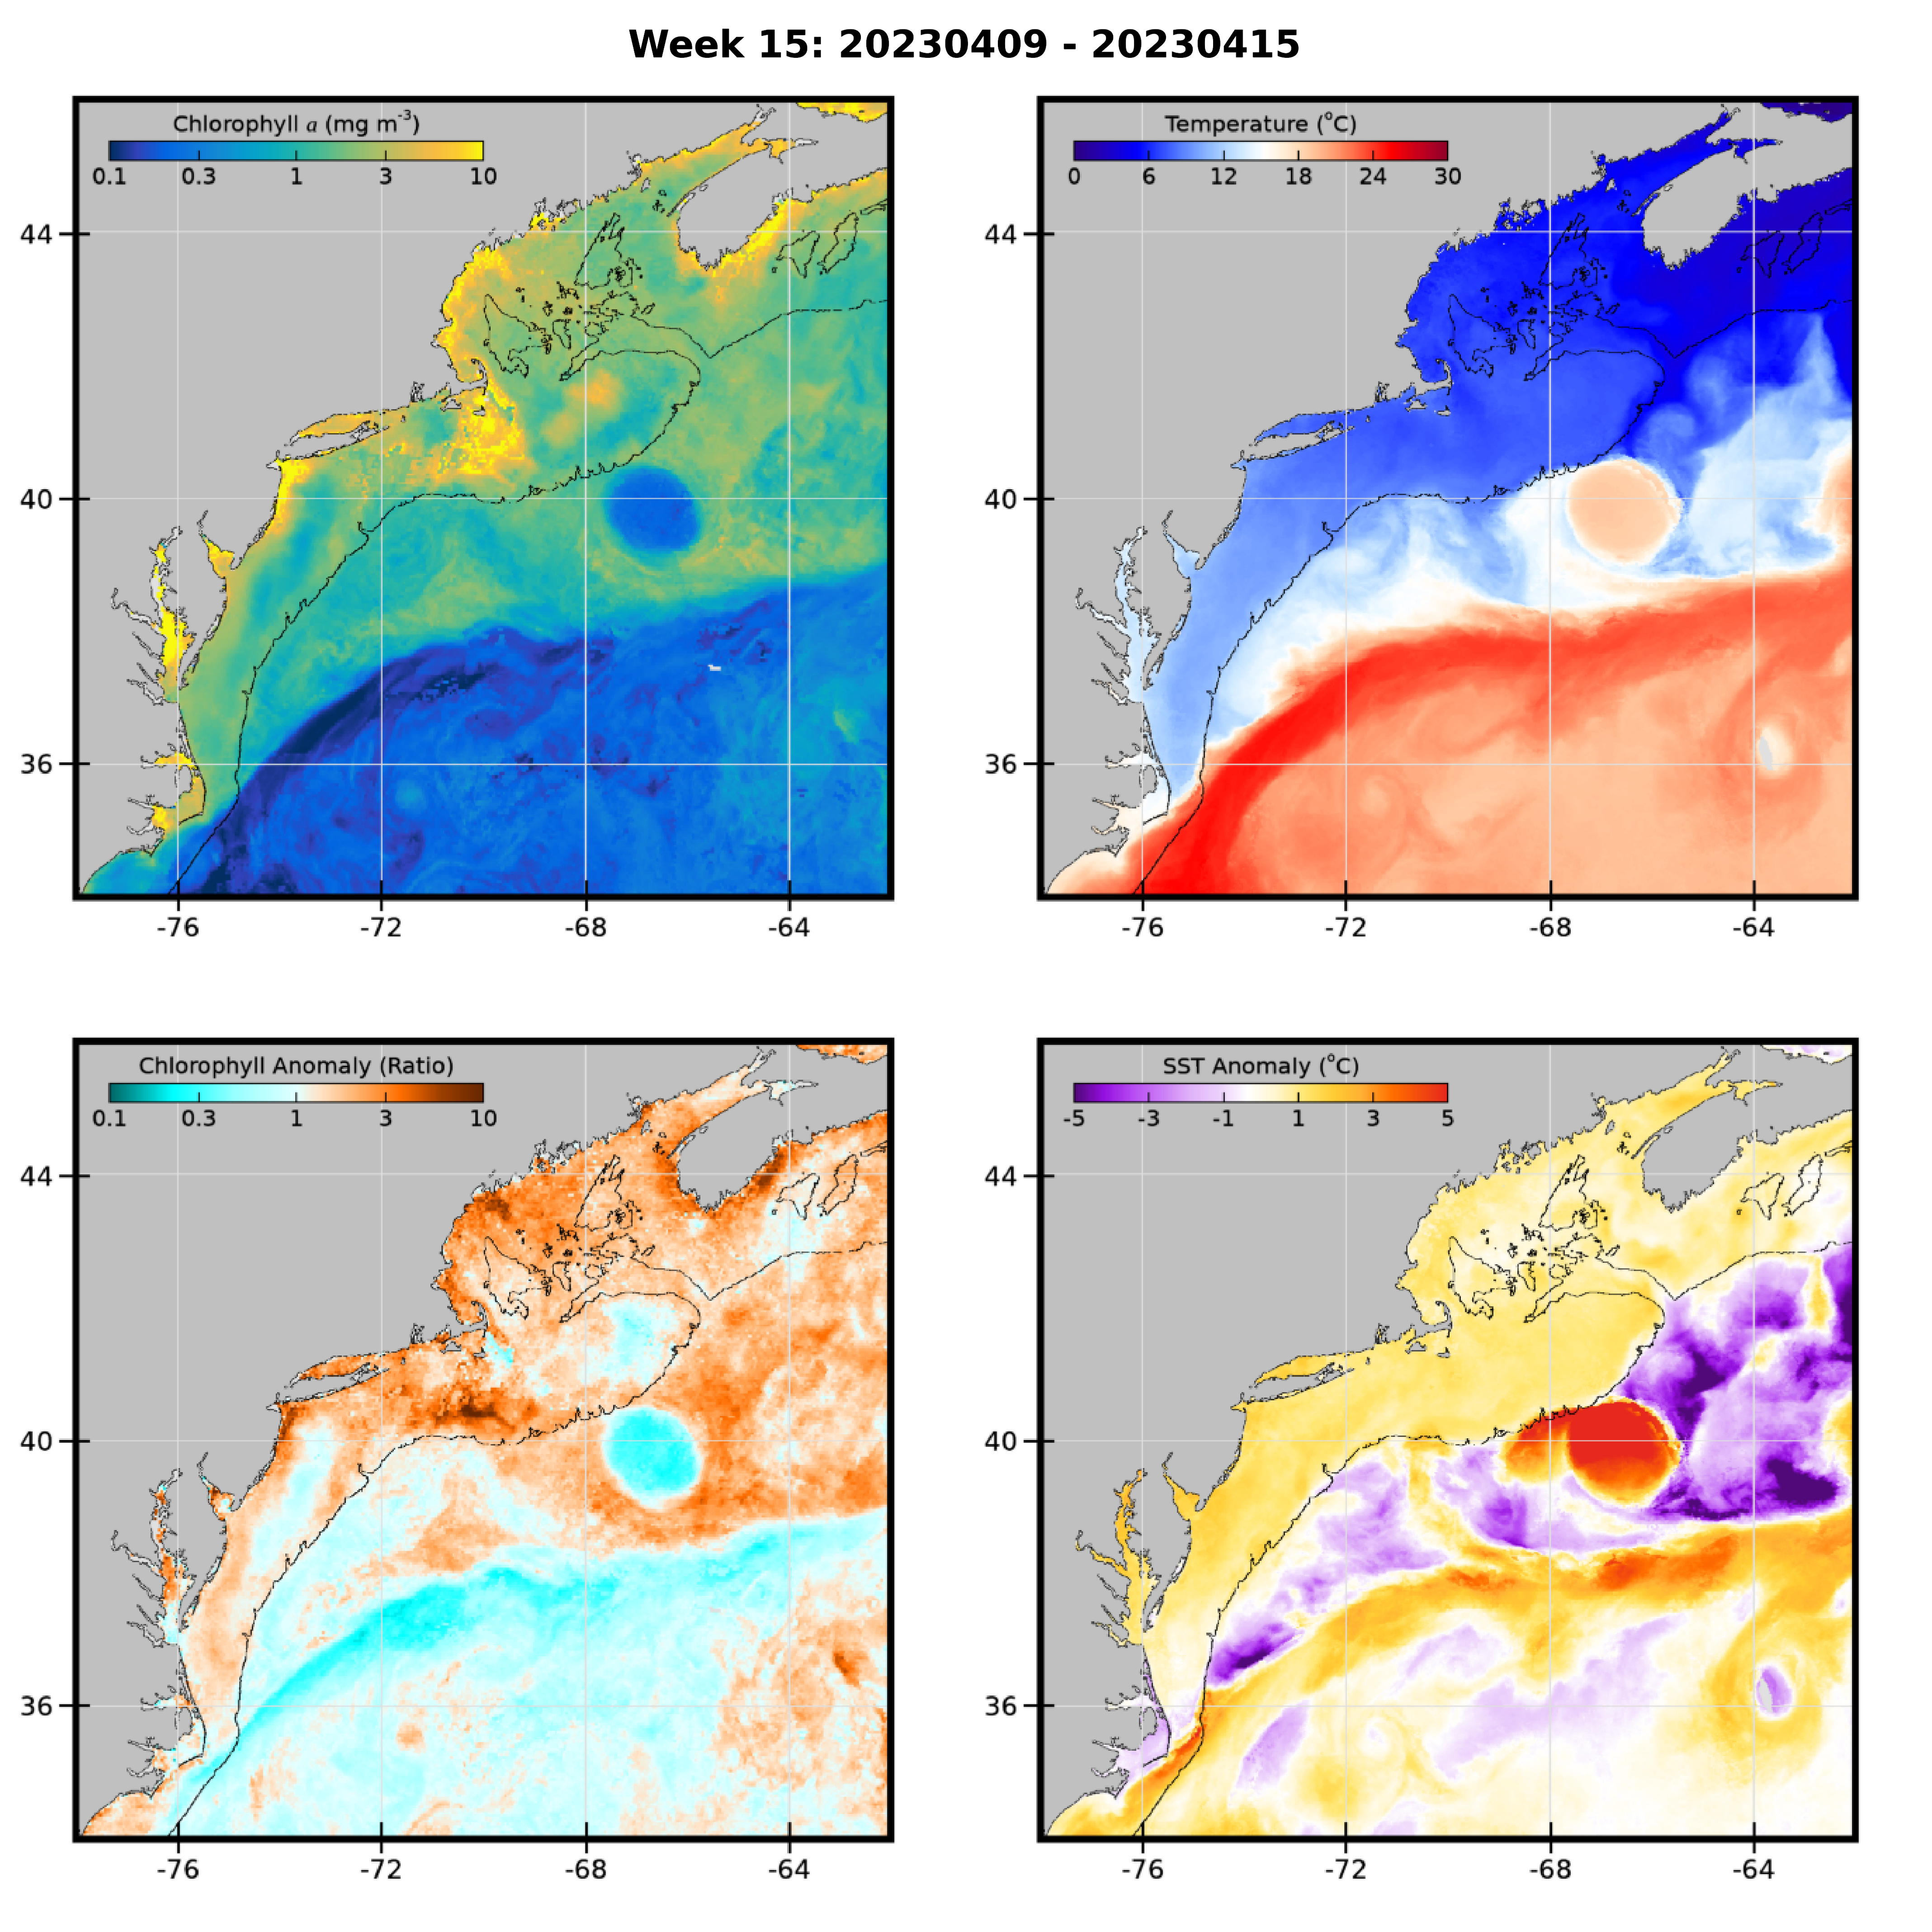 Week 15: 20230409 - 20230415
Chlorophyll a (mg m-3)
0.1 0.3 1 3 10
44
40
36
-76 -72 -68 -64
Temperature (oC)
0 6 12 18 24 30
44
40
36
-76 -72 -68 -64
Chlorophyll Anomaly (Ratio)
0.1 0.3 1 3 10
44
40
36
-76 -72 -68 -64
SST Anomaly (oC)
-5 -3 -1 1 3 5
44
40
36
-76 -72 -68 -64